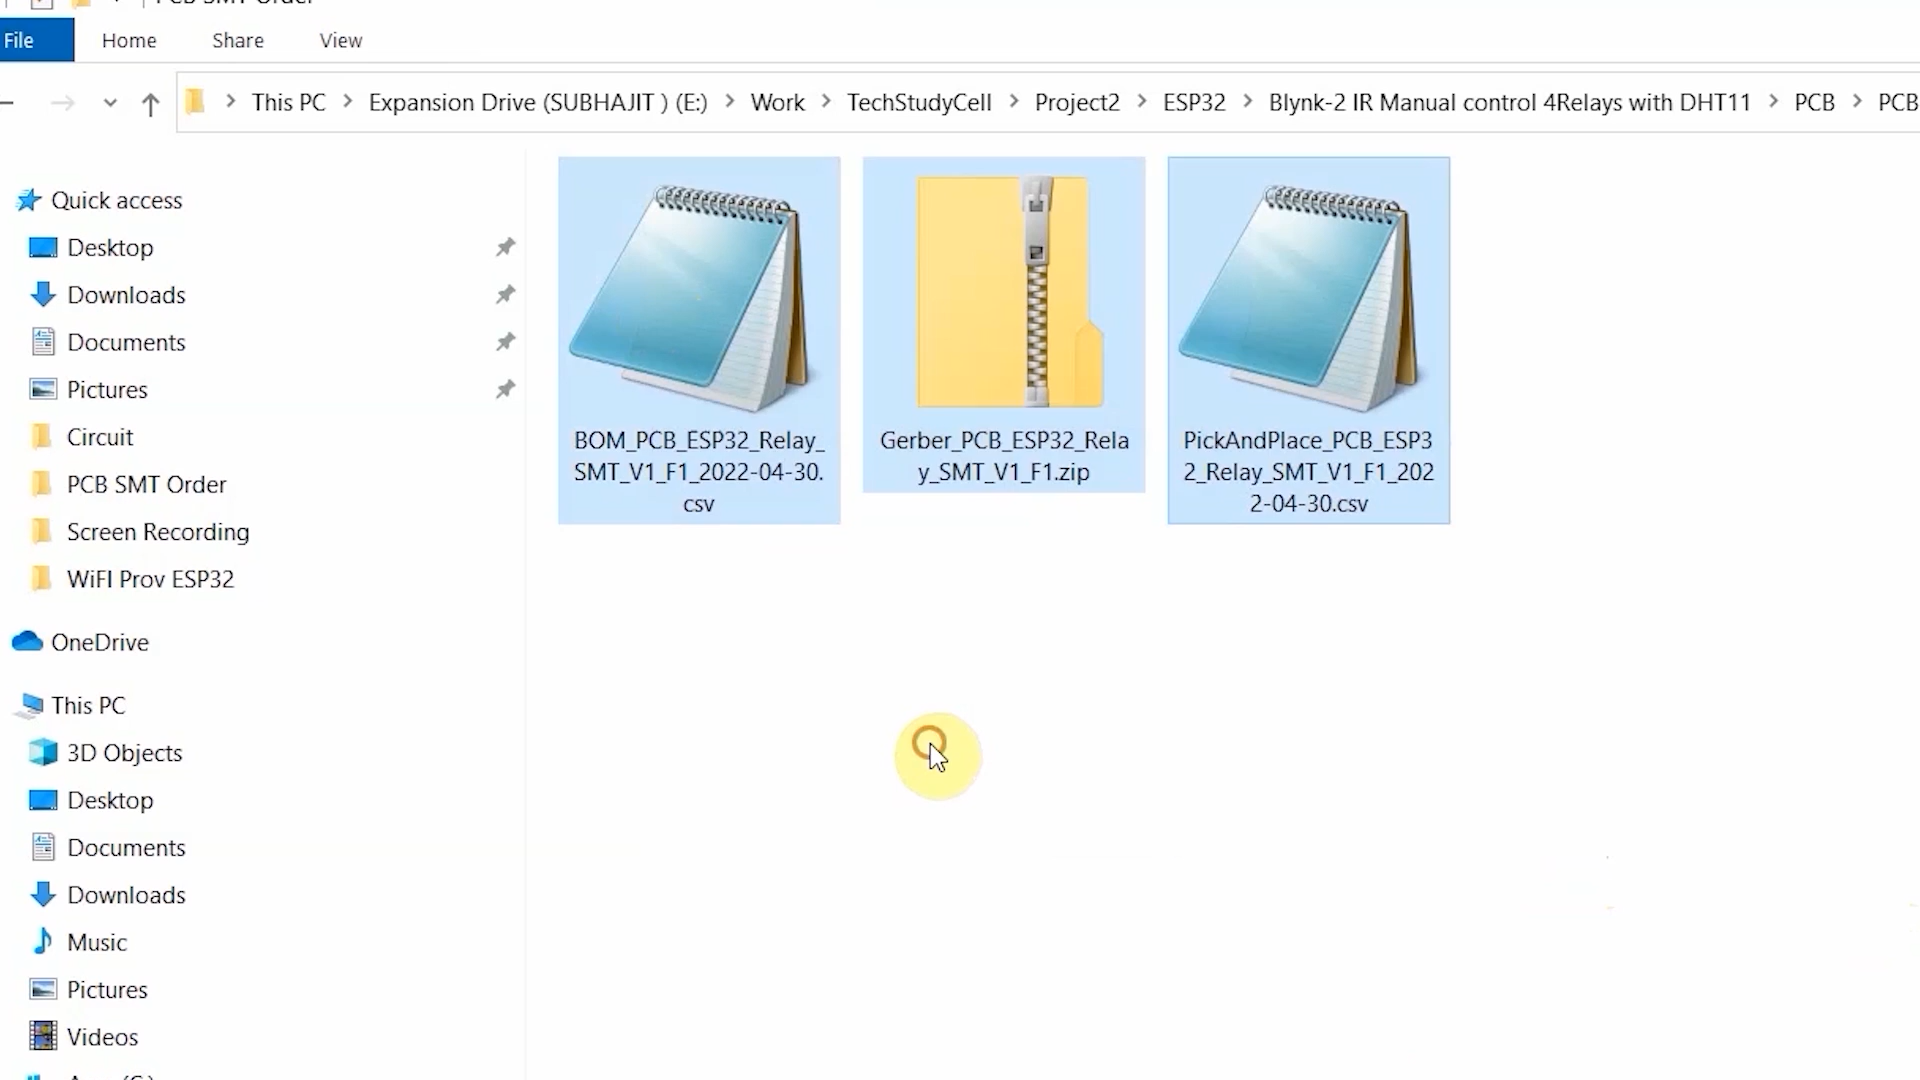 PCB SMT Order
File Home Share View
This PC > Expansion Drive (SUBHAJIT ) (E:) > Work > TechStudyCell > Project2 > ESP32 > Blynk-2 IR Manual control 4Relays with DHT11 > PCB > PCB
Quick access
Desktop
Downloads
Documents
Pictures
Circuit
PCB SMT Order
Screen Recording
WiFI Prov ESP32
OneDrive
This PC
3D Objects
Desktop
Documents
Downloads
Music
Pictures
Videos
BOM_PCB_ESP32_Relay_
SMT_V1_F1_2022-04-30.
csv
Gerber_PCB_ESP32_Rela
y_SMT_V1_F1.zip
PickAndPlace_PCB_ESP3
2_Relay_SMT_V1_F1_202
2-04-30.csv